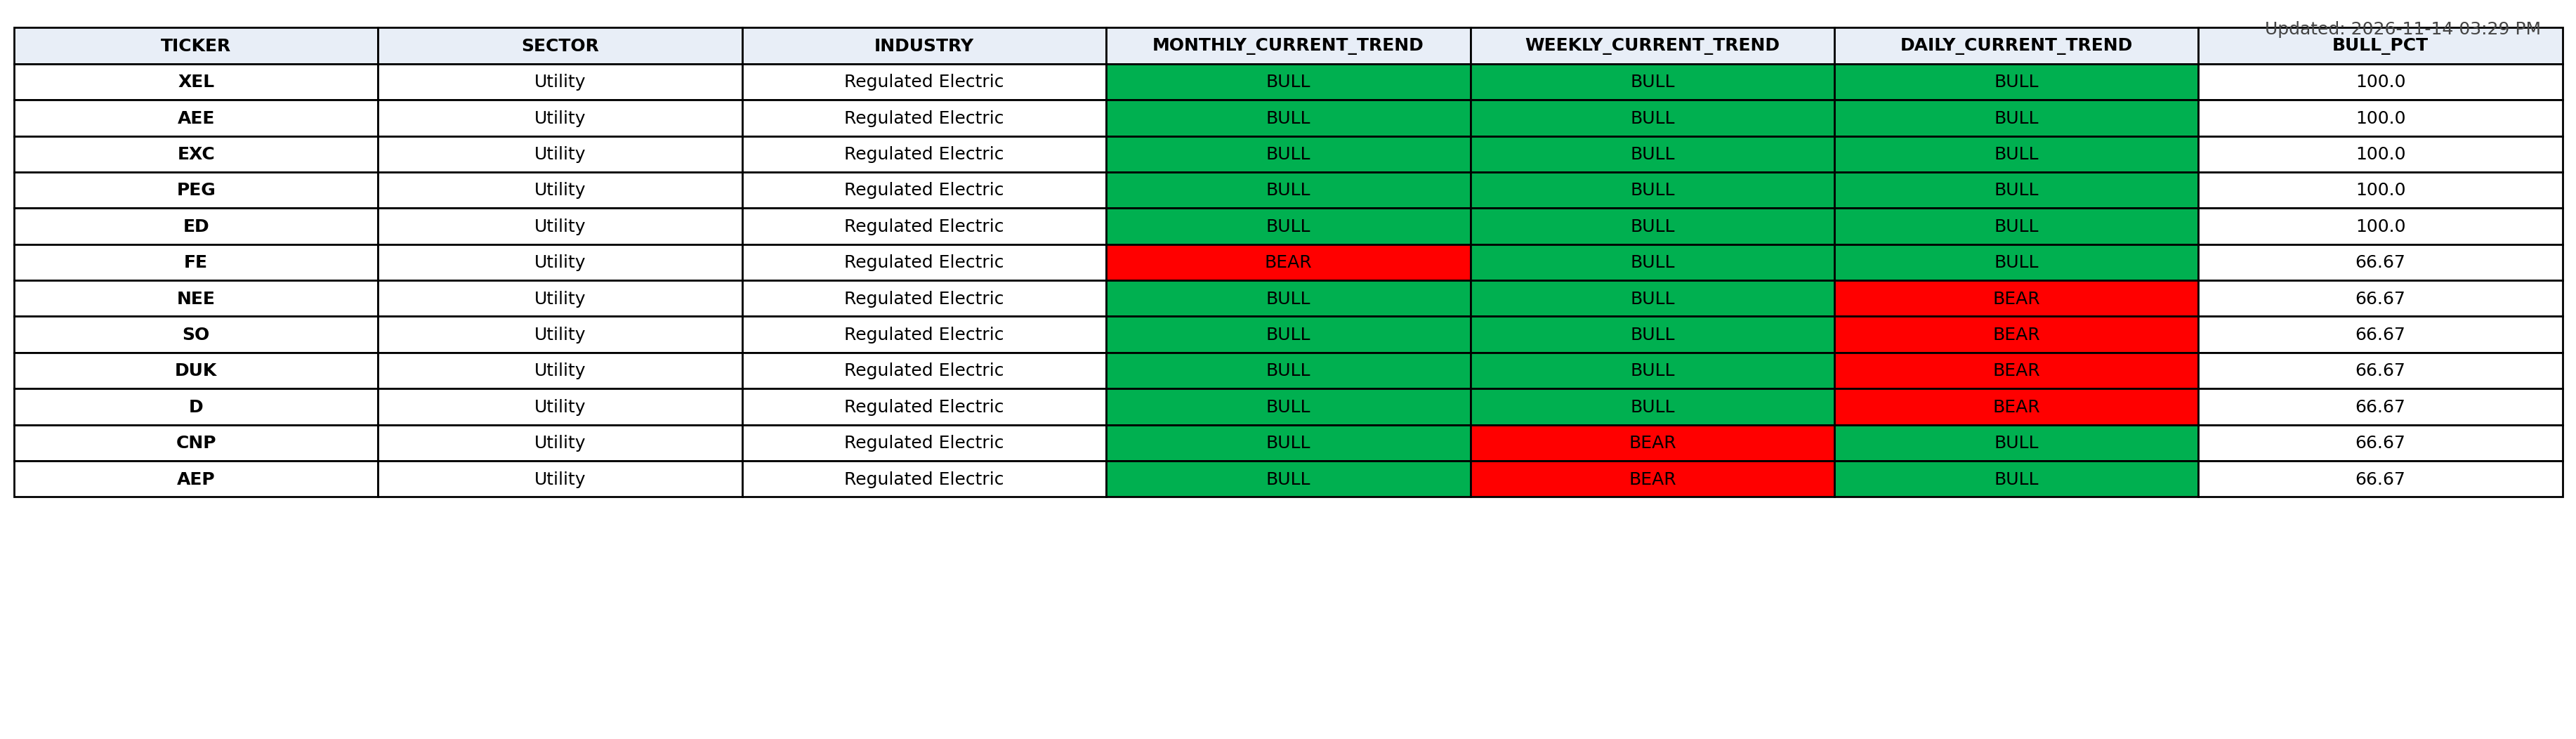 Updated: 2026-11-14 03:29 PM
TICKER SECTOR INDUSTRY MONTHLY_CURRENT_TREND WEEKLY_CURRENT_TREND DAILY_CURRENT_TREND BULL_PCT
XEL Utility Regulated Electric BULL BULL BULL 100.0
AEE Utility Regulated Electric BULL BULL BULL 100.0
EXC Utility Regulated Electric BULL BULL BULL 100.0
PEG Utility Regulated Electric BULL BULL BULL 100.0
ED Utility Regulated Electric BULL BULL BULL 100.0
FE Utility Regulated Electric BEAR BULL BULL 66.67
NEE Utility Regulated Electric BULL BULL BEAR 66.67
SO Utility Regulated Electric BULL BULL BEAR 66.67
DUK Utility Regulated Electric BULL BULL BEAR 66.67
D Utility Regulated Electric BULL BULL BEAR 66.67
CNP Utility Regulated Electric BULL BEAR BULL 66.67
AEP Utility Regulated Electric BULL BEAR BULL 66.67